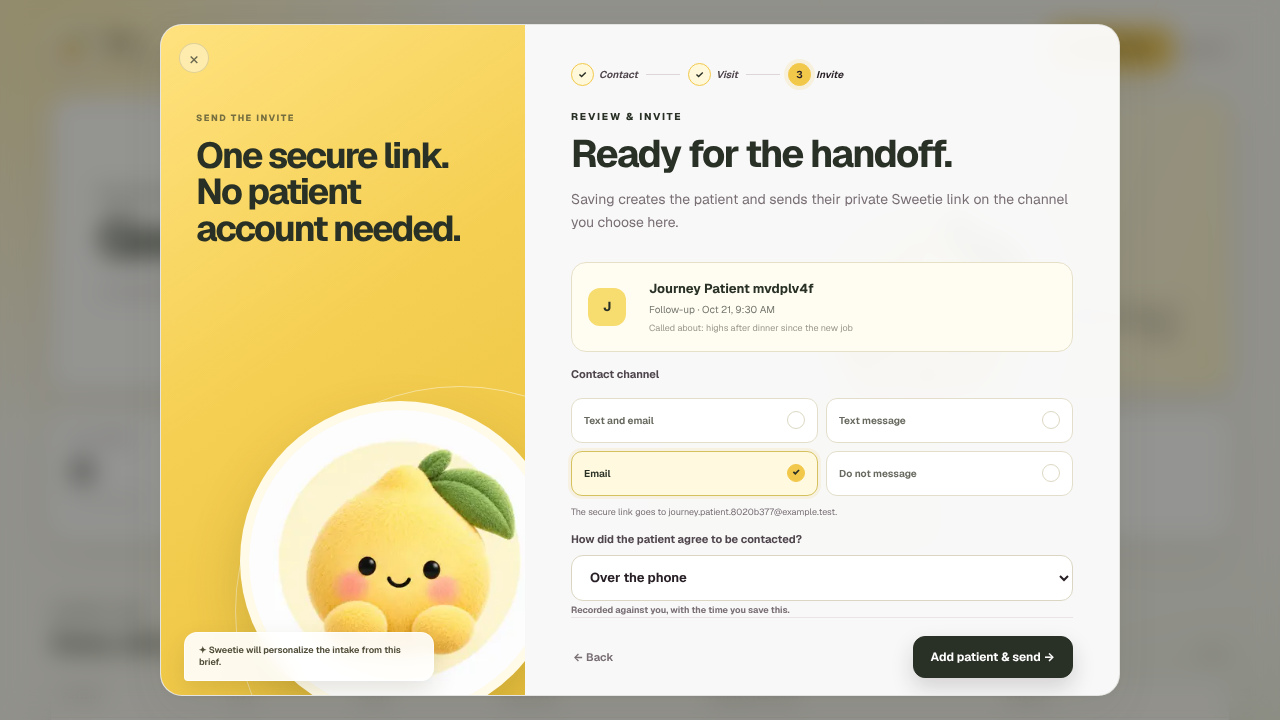 ×
SEND THE INVITE
One secure link.
No patient
account needed.
✦ Sweetie will personalize the intake from this
brief.
Contact
Visit
3 Invite
REVIEW & INVITE
Ready for the handoff.
Saving creates the patient and sends their private Sweetie link on the channel
you choose here.
J
Journey Patient mvdplv4f
Follow-up · Oct 21, 9:30 AM
Called about: highs after dinner since the new job
Contact channel
Text and email
Text message
Email
Do not message
The secure link goes to journey.patient.8020b377@example.test.
How did the patient agree to be contacted?
Over the phone
Recorded against you, with the time you save this.
← Back
Add patient & send →